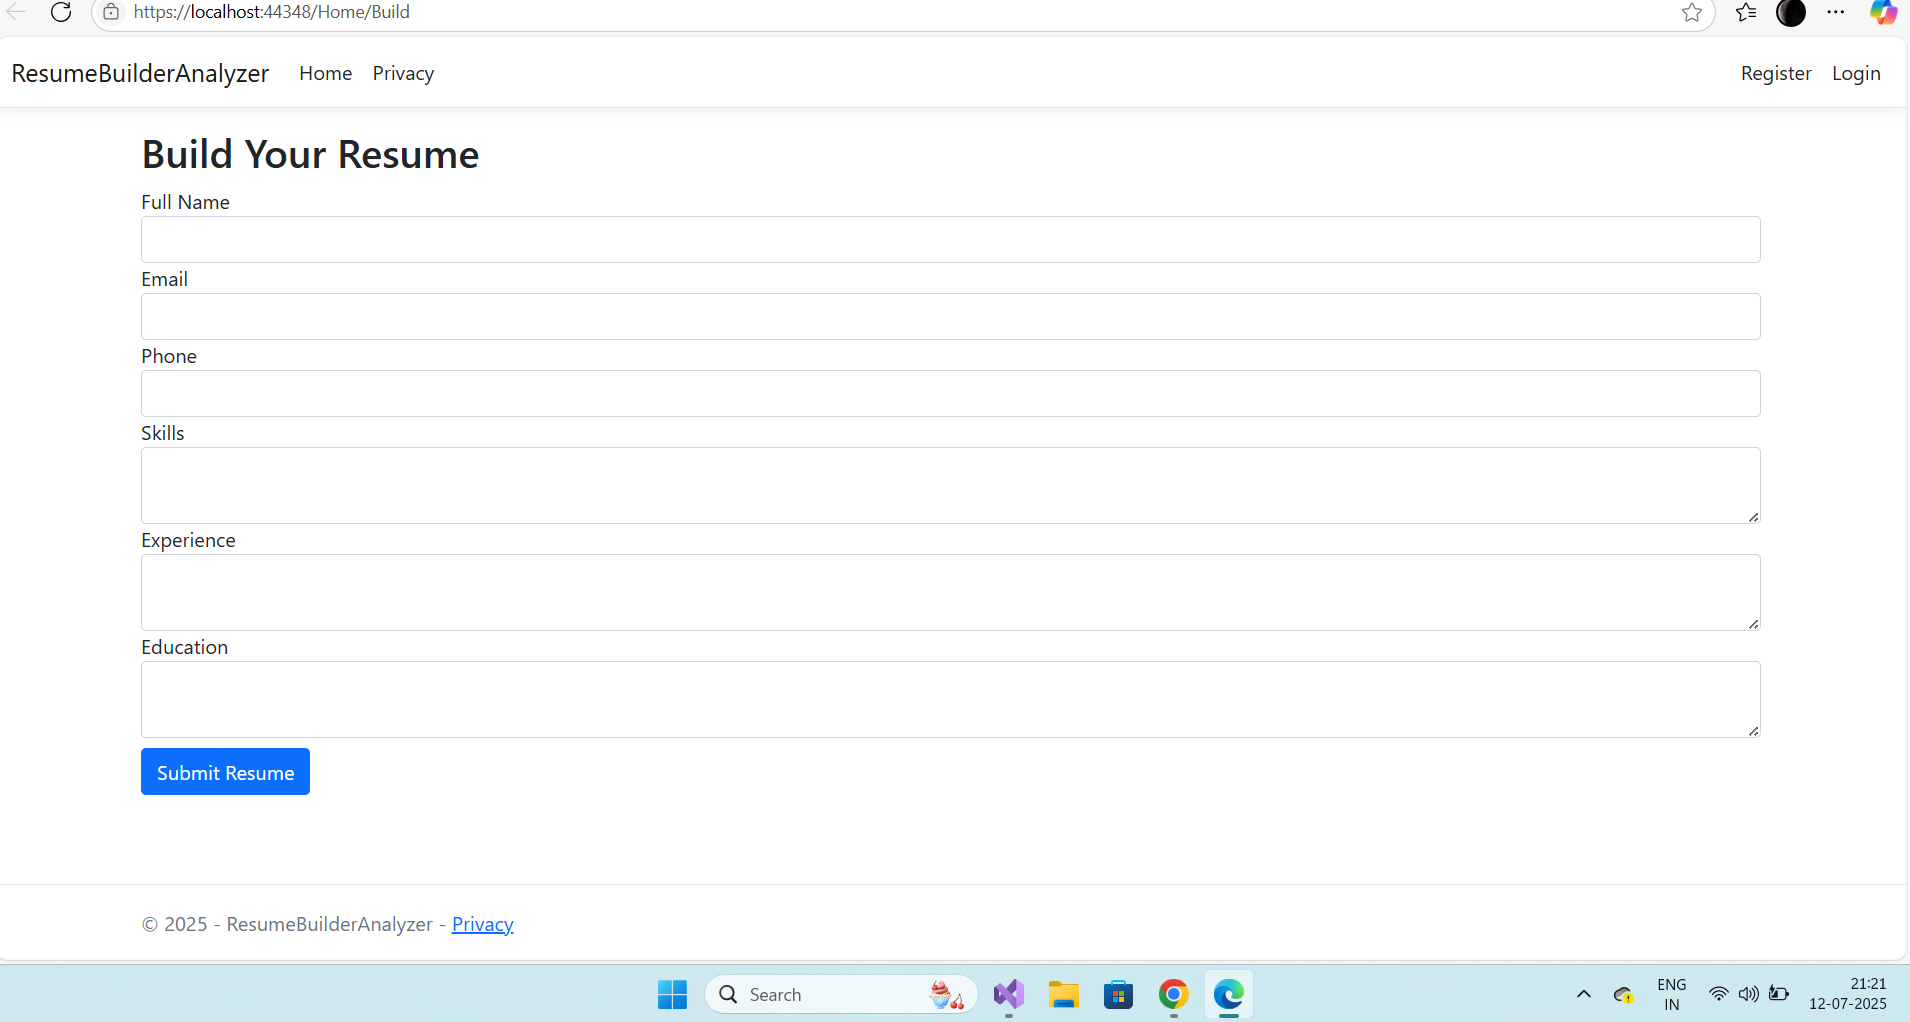 https://localhost:44348/Home/Build
ResumeBuilderAnalyzer Home Privacy Register Login
Build Your Resume
Full Name
Email
Phone
Skills
Experience
Education
Submit Resume
© 2025 - ResumeBuilderAnalyzer - Privacy
Search
ENG
IN
21:21
12-07-2025